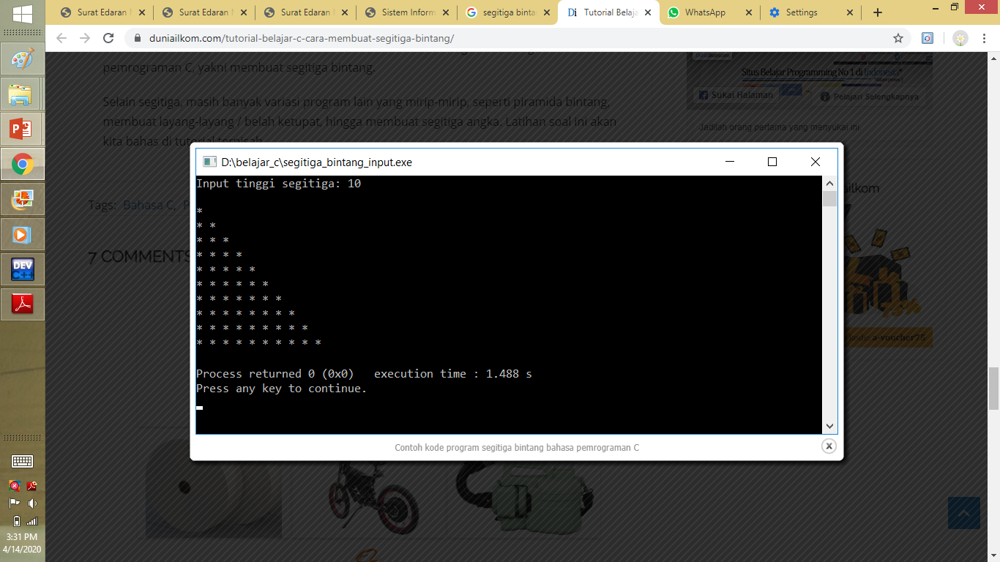 Surat Edaran
Surat Edaran
Surat Edaran
Sistem Inform
segitiga binta
Tutorial Belaja
WhatsApp
Settings
duniailkom.com/tutorial-belajar-c-cara-membuat-segitiga-bintang/
pemrograman C, yakni membuat segitiga bintang.
Selain segitiga, masih banyak variasi program lain yang mirip-mirip, seperti piramida bintang,
membuat layang-layang / belah ketupat, hingga membuat segitiga angka. Latihan soal ini akan
kita bahas di tutorial terpisah.
Situs Belajar Programming No 1 di Indonesia"
Sukai Halaman
Pelajari Selengkapnya
Jadilah orang pertama yang menyukai ini
D:\belajar_c\segitiga_bintang_input.exe
Input tinggi segitiga: 10
*
* *
* * *
* * * *
* * * * *
* * * * * *
* * * * * * *
* * * * * * * *
* * * * * * * * *
* * * * * * * * * *
Process returned 0 (0x0)   execution time : 1.488 s
Press any key to continue.
Contoh kode program segitiga bintang bahasa pemrograman C
Tags: Bahasa C,
7 COMMENTS
ilkom
kode: a-voucher75
DEV
C++
3:31 PM
4/14/2020